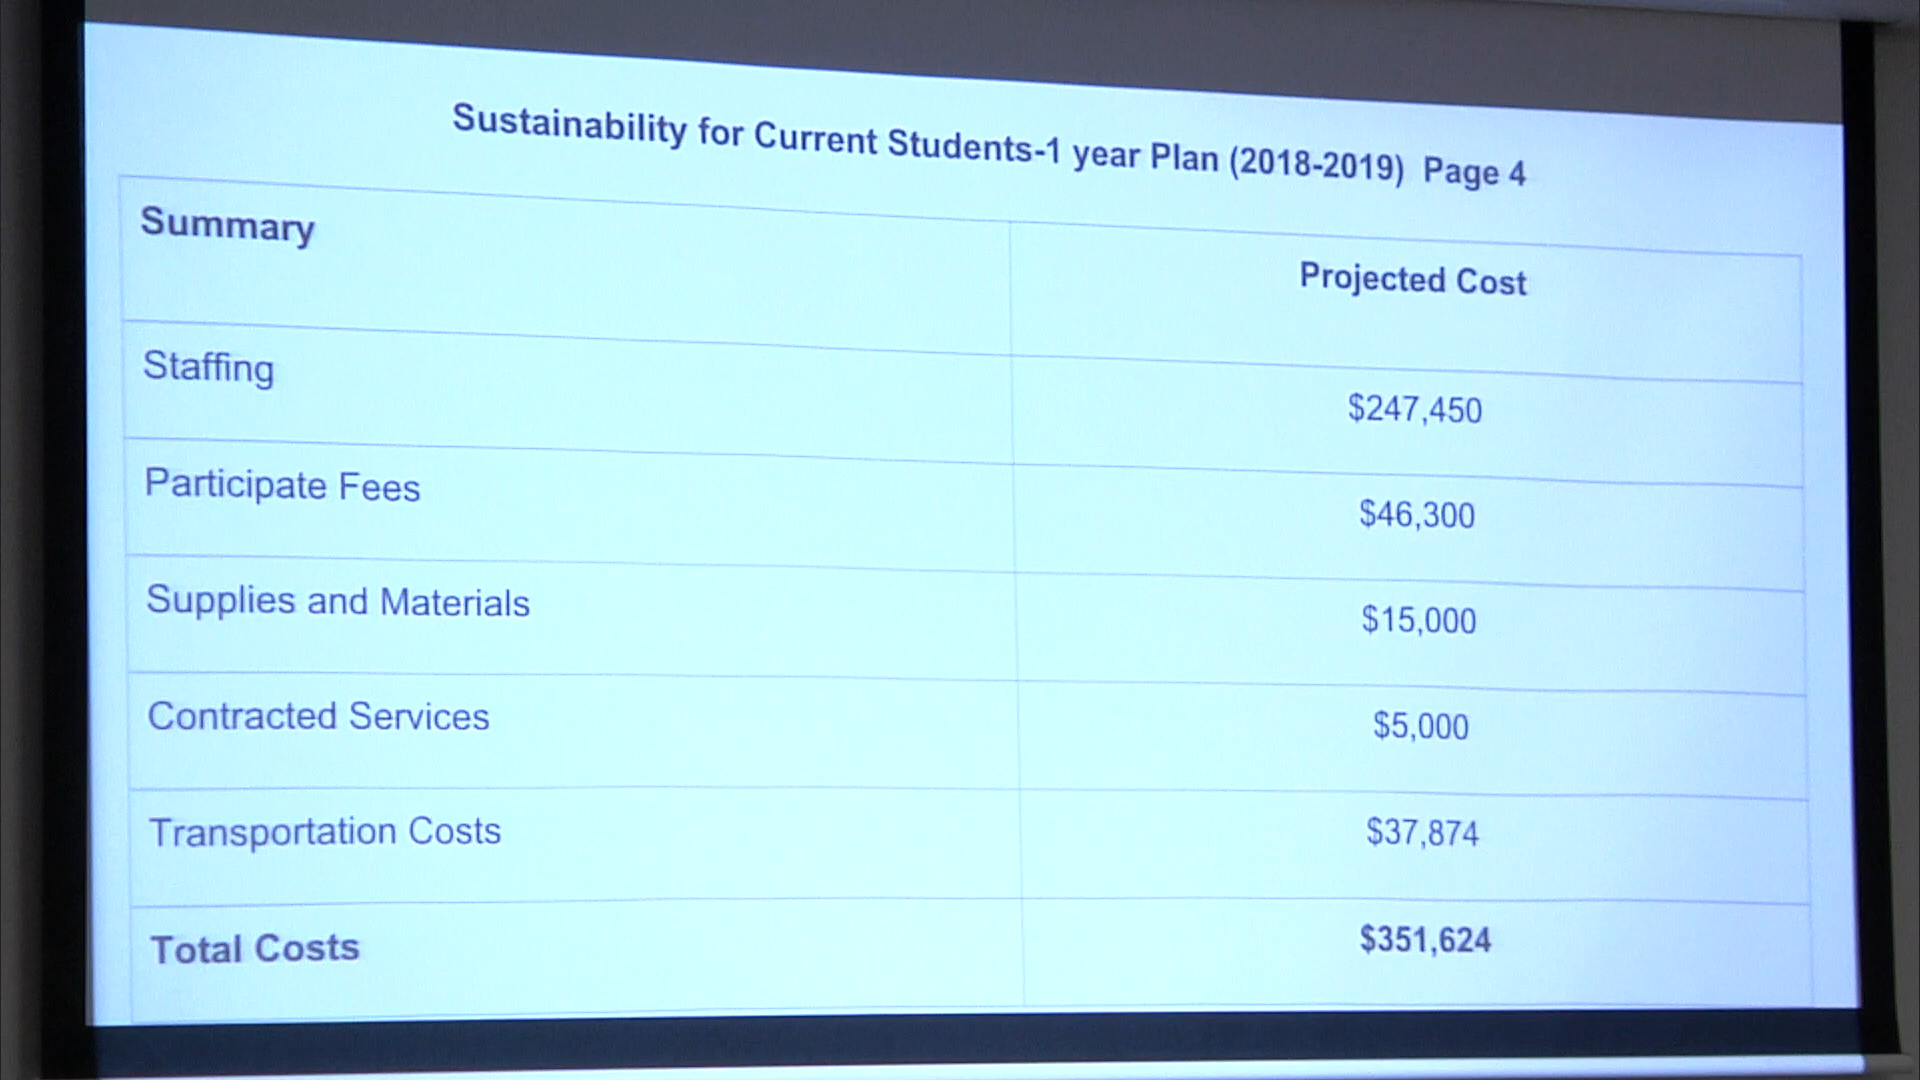 Sustainability for Current Students-1 year Plan (2018-2019) Page 4
Summary
Projected Cost
Staffing
$247,450
Participate Fees
$46,300
Supplies and Materials
$15,000
Contracted Services
$5,000
Transportation Costs
$37,874
Total Costs
$351,624